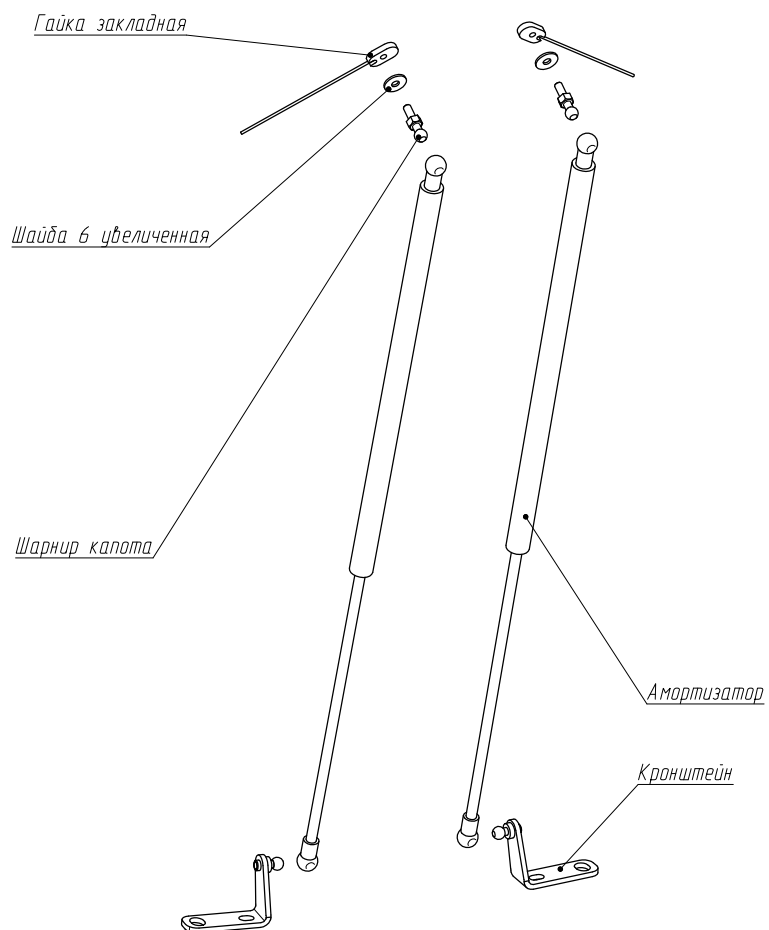 Гайка закладная
Шайба 6 увеличенная
Шарнир капота
Амортизатор
Кронштейн